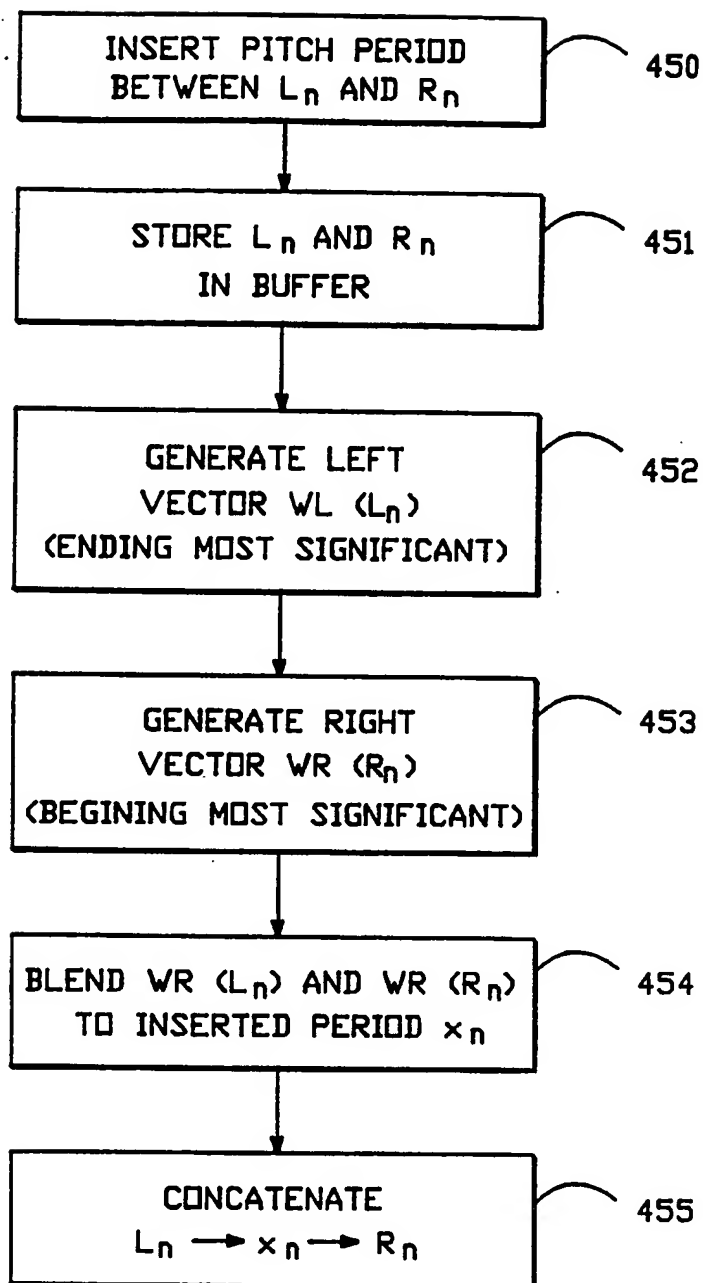 INSERT PITCH PERIOD
BETWEEN Ln AND Rn
450
STORE Ln AND Rn
IN BUFFER
451
GENERATE LEFT
VECTOR WL (Ln)
(ENDING MOST SIGNIFICANT)
452
GENERATE RIGHT
VECTOR WR (Rn)
(BEGINING MOST SIGNIFICANT)
453
BLEND WR (Ln) AND WR (Rn)
TO INSERTED PERIOD xn
454
CONCATENATE
Ln → xn → Rn
455